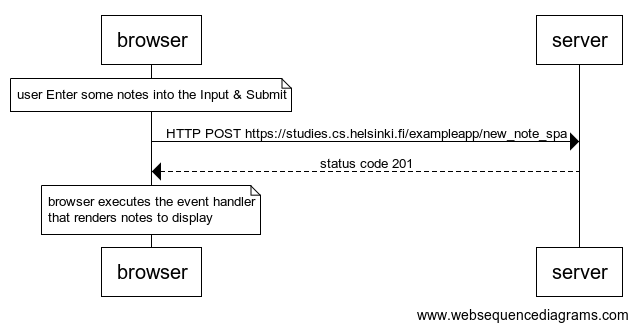 browser
server
user Enter some notes into the Input & Submit
HTTP POST https://studies.cs.helsinki.fi/exampleapp/new_note_spa
status code 201
browser executes the event handler
that renders notes to display
browser
server
www.websequencediagrams.com